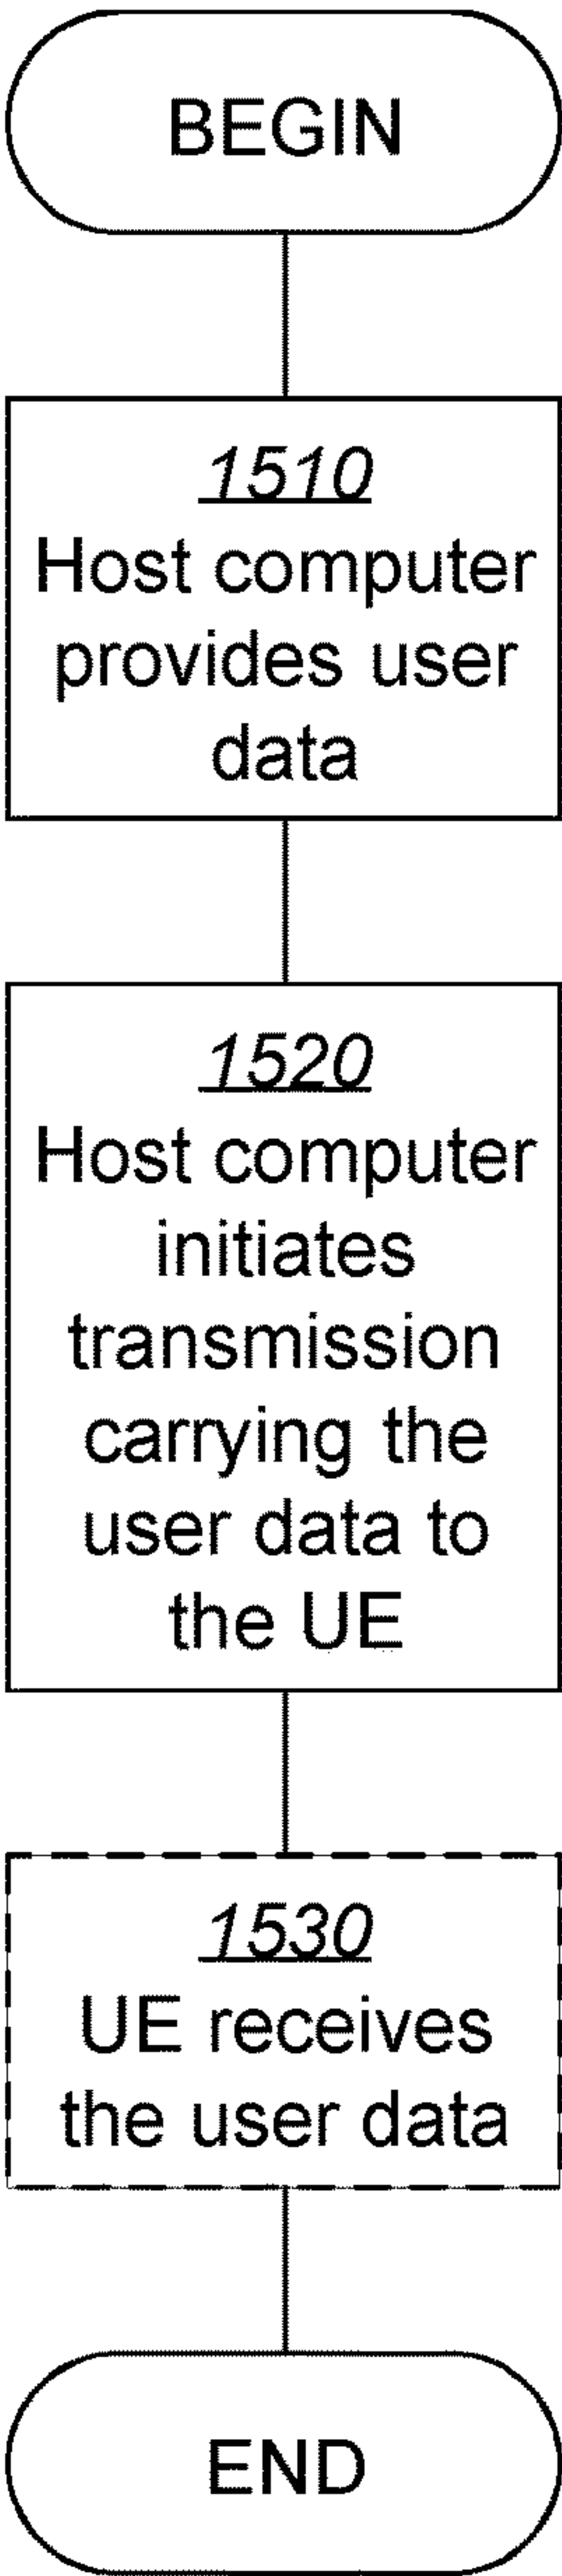 BEGIN
1510
Host computer
provides user
data
1520
Host computer
initiates
transmission
carrying the
user data to
the UE
1530
UE receives
the user data
END